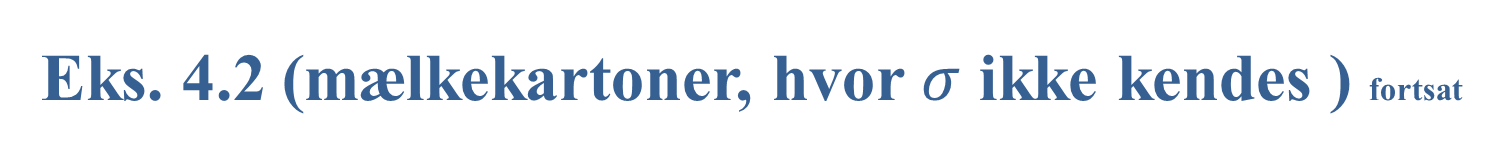 Eks. 4.2 (mælkekartoner, hvor σ ikke kendes ) fortsat